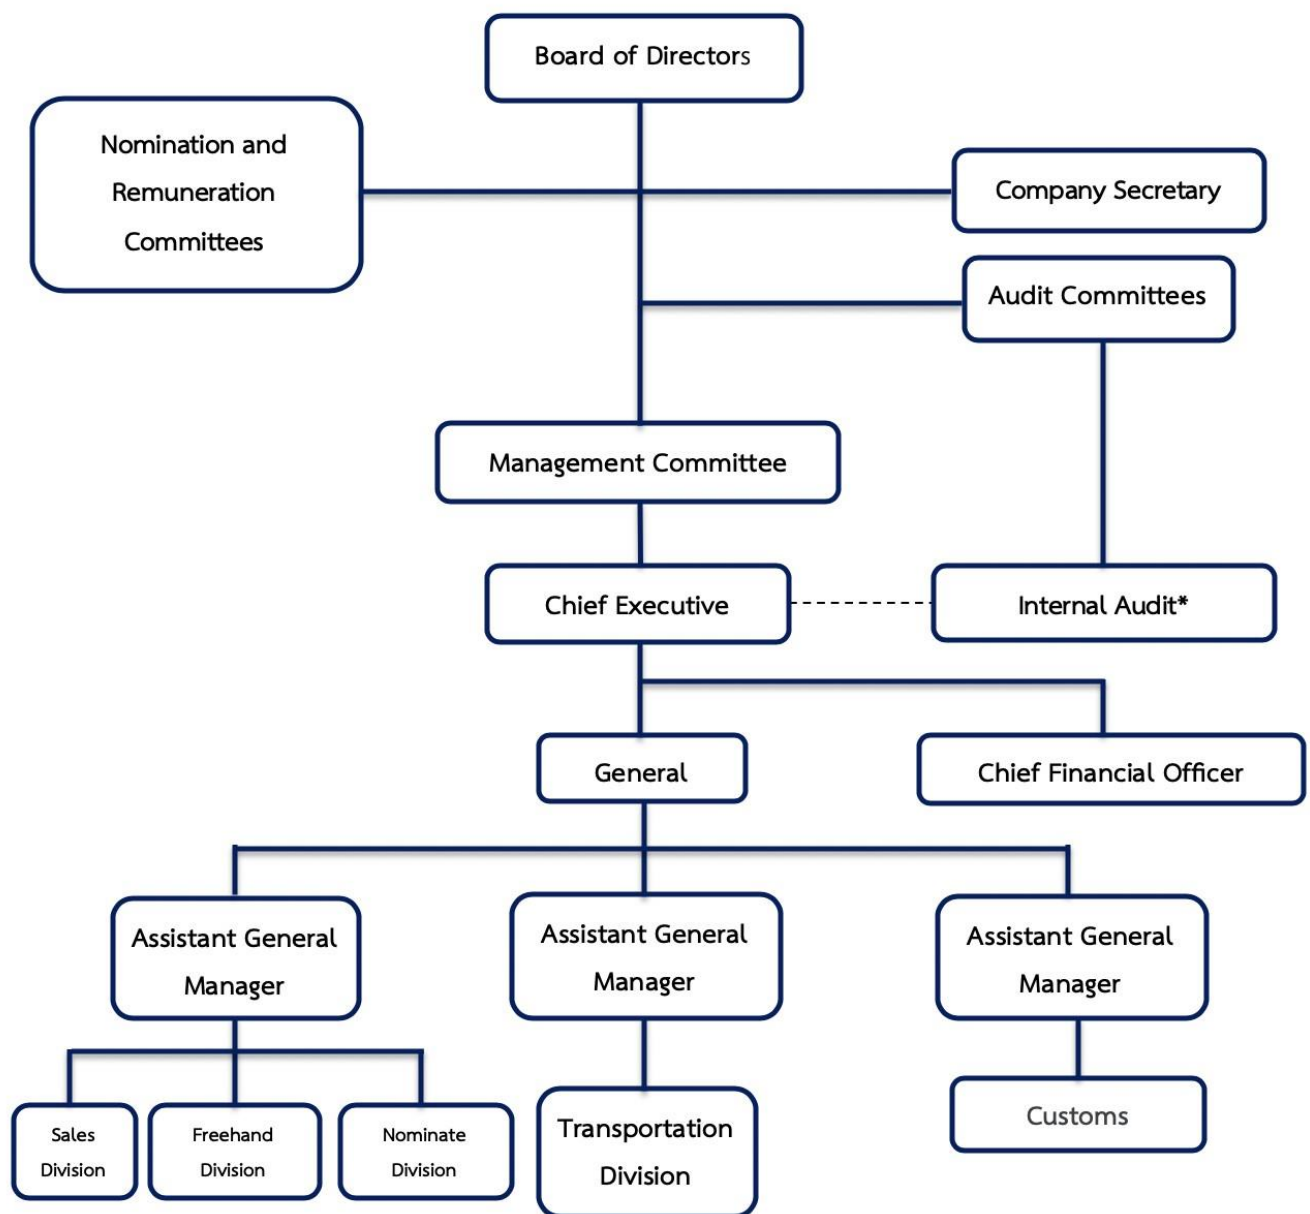 Board of Directors
Nomination and
Remuneration
Committees
Company Secretary
Audit Committees
Management Committee
Chief Executive
Internal Audit*
General
Chief Financial Officer
Assistant General
Manager
Assistant General
Manager
Assistant General
Manager
Sales
Division
Freehand
Division
Nominate
Division
Transportation
Division
Customs